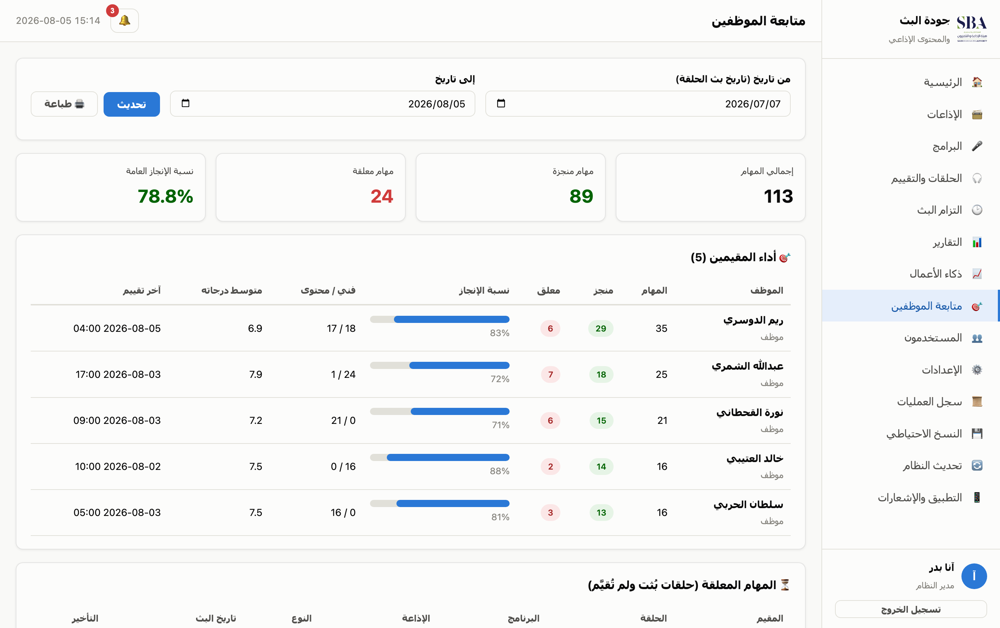 SBA
هيئة الإذاعة والتلفزيون
SAUDI BROADCASTING AUTHORITY
جودة البث
والمحتوى الإذاعي
الرئيسية
الإذاعات
البرامج
الحلقات والتقييم
التزام البث
التقارير
ذكاء الأعمال
متابعة الموظفين
المستخدمون
الإعدادات
سجل العمليات
النسخ الاحتياطي
تحديث النظام
التطبيق والإشعارات
آ
آنا بدر
مدير النظام
تسجيل الخروج
متابعة الموظفين
3
2026-08-05 15:14
من تاريخ (تاريخ بث الحلقة)
2026/07/07
إلى تاريخ
2026/08/05
تحديث
طباعة
إجمالي المهام
113
مهام منجزة
89
مهام معلقة
24
نسبة الإنجاز العامة
78.8%
أداء المقيمين (5)
الموظف المهام منجز معلق نسبة الإنجاز فني / محتوى متوسط درجاته آخر تقييم
ريم الدوسري موظف 35 29 6 83% 17 / 18 6.9 2026-08-05 04:00
عبدالله الشمري موظف 25 18 7 72% 1 / 24 7.9 2026-08-03 17:00
نورة القحطاني موظف 21 15 6 71% 21 / 0 7.2 2026-08-03 09:00
خالد العتيبي موظف 16 14 2 88% 0 / 16 7.5 2026-08-02 10:00
سلطان الحربي موظف 16 13 3 81% 16 / 0 7.5 2026-08-03 05:00
المهام المعلقة (حلقات بُثت ولم تُقيَّم)
المقيم الحلقة البرنامج الإذاعة النوع تاريخ البث التأخير